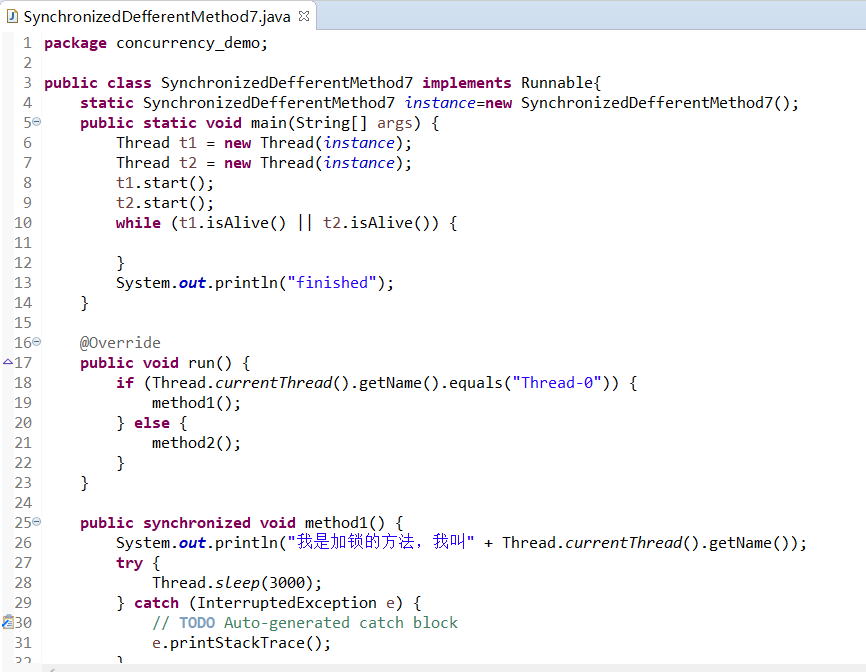 SynchronizedDefferentMethod7.java
1 package concurrency_demo;
2
3 public class SynchronizedDefferentMethod7 implements Runnable{
4     static SynchronizedDefferentMethod7 instance=new SynchronizedDefferentMethod7();
5     public static void main(String[] args) {
6         Thread t1 = new Thread(instance);
7         Thread t2 = new Thread(instance);
8         t1.start();
9         t2.start();
10         while (t1.isAlive() || t2.isAlive()) {
11
12         }
13         System.out.println("finished");
14     }
15
16     @Override
17     public void run() {
18         if (Thread.currentThread().getName().equals("Thread-0")) {
19             method1();
20         } else {
21             method2();
22         }
23     }
24
25     public synchronized void method1() {
26         System.out.println("我是加锁的方法，我叫" + Thread.currentThread().getName());
27         try {
28             Thread.sleep(3000);
29         } catch (InterruptedException e) {
30             // TODO Auto-generated catch block
31             e.printStackTrace();
32         }